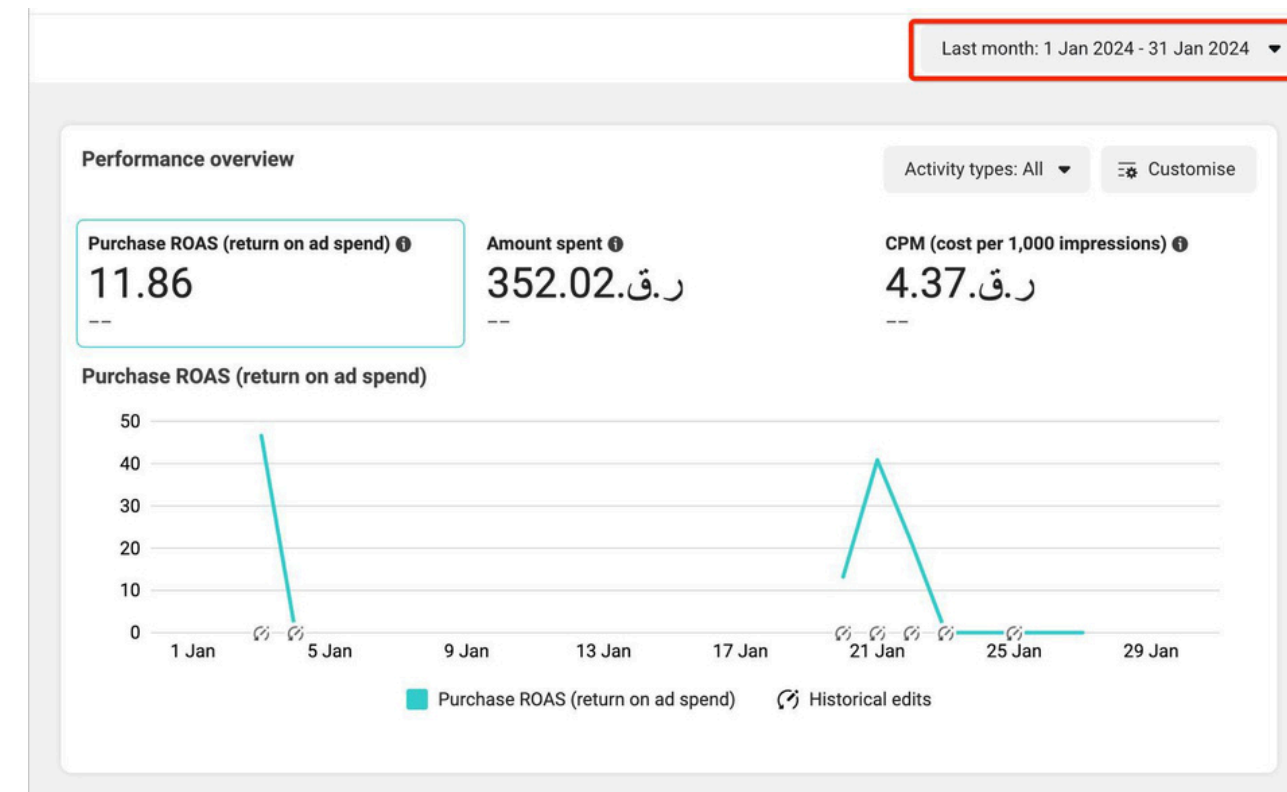 Last month: 1 Jan 2024 - 31 Jan 2024
Performance overview
Activity types: All
Customise
Purchase ROAS (return on ad spend)
11.86
--
Amount spent
ر.ق.352.02
--
CPM (cost per 1,000 impressions)
ر.ق.4.37
--
Purchase ROAS (return on ad spend)
50
40
30
20
10
0
1 Jan 5 Jan 9 Jan 13 Jan 17 Jan 21 Jan 25 Jan 29 Jan
Purchase ROAS (return on ad spend) Historical edits